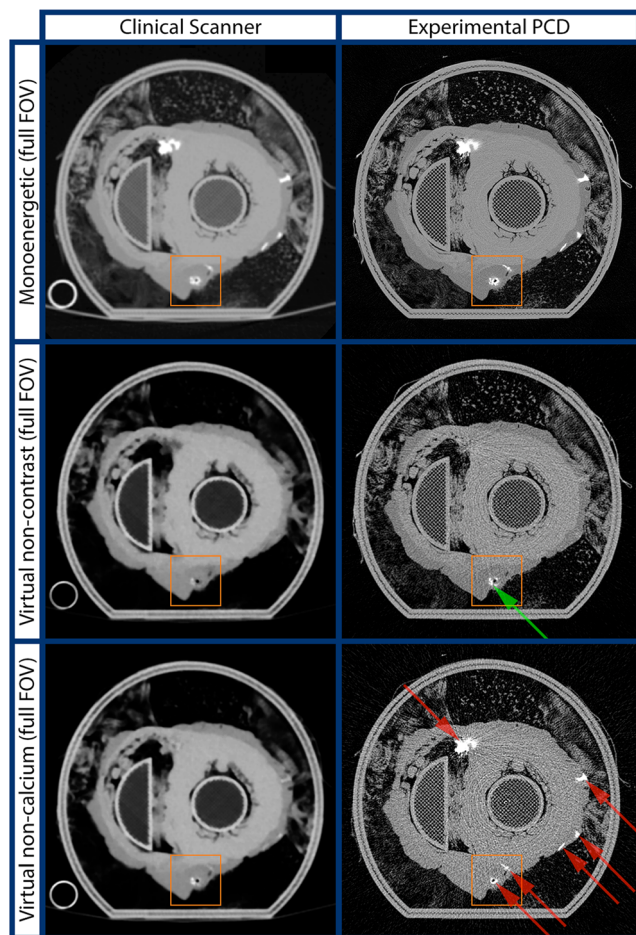 Clinical Scanner
Experimental PCD
Monoenergetic (full FOV)
Virtual non-contrast (full FOV)
Virtual non-calcium (full FOV)